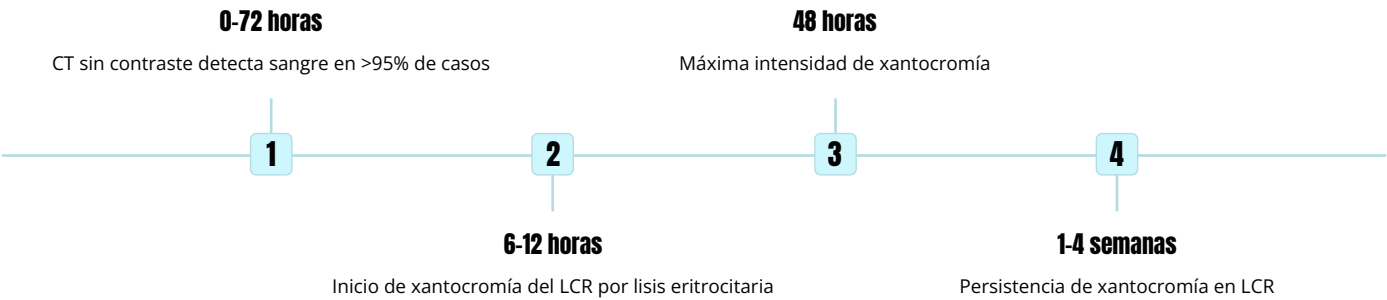 0-72 horas
CT sin contraste detecta sangre en >95% de casos
48 horas
Máxima intensidad de xantocromía
1
2
3
4
6-12 horas
Inicio de xantocromía del LCR por lisis eritrocitaria
1-4 semanas
Persistencia de xantocromía en LCR